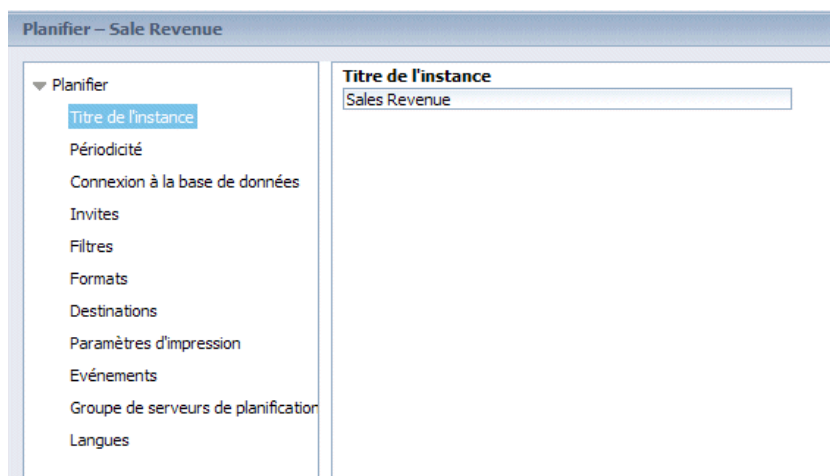 Planifier – Sale Revenue
Planifier
Titre de l'instance
Périodicité
Connexion à la base de données
Invites
Filtres
Formats
Destinations
Paramètres d'impression
Evénements
Groupe de serveurs de planification
Langues
Titre de l'instance
Sales Revenue